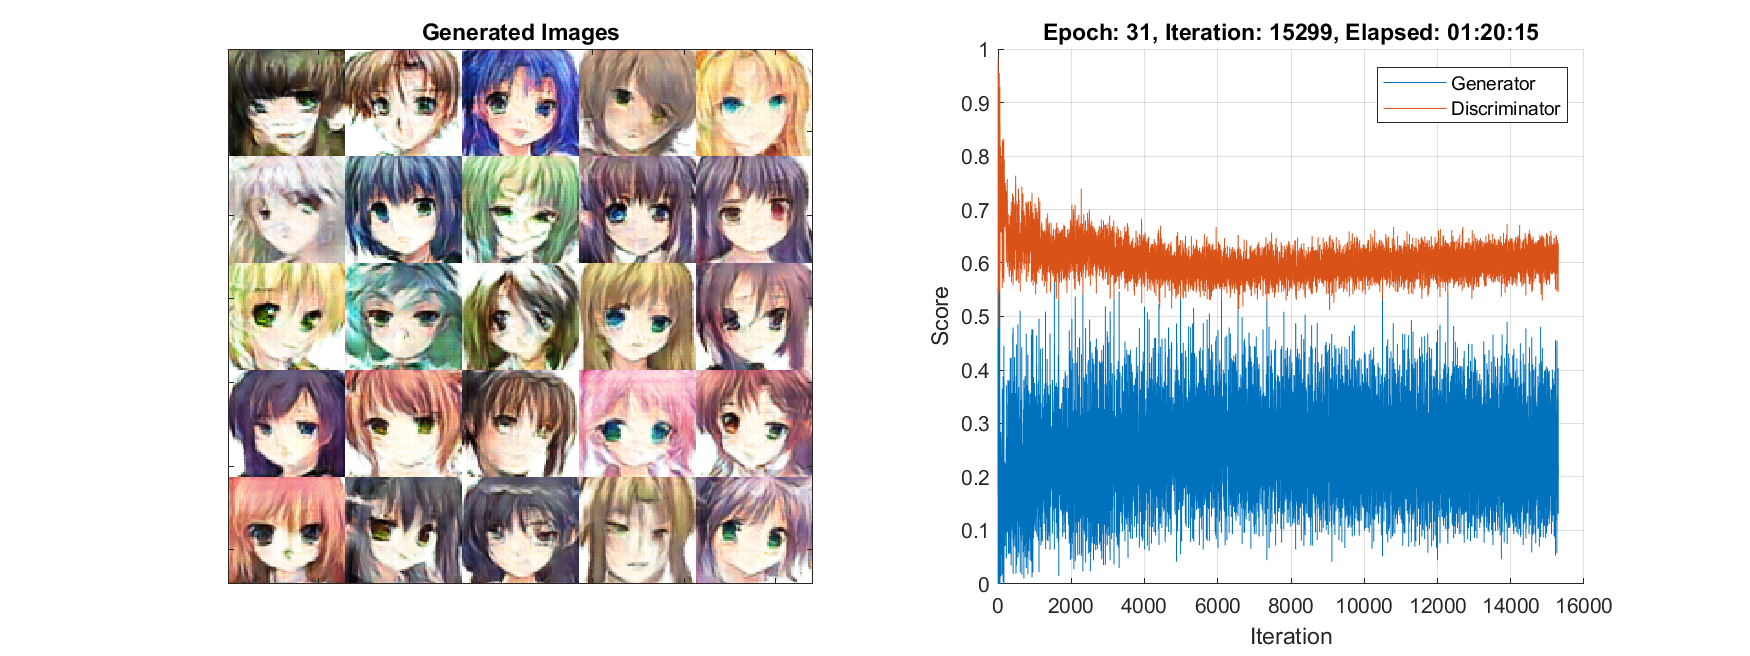 Generated Images
Epoch: 31, Iteration: 15299, Elapsed: 01:20:15
1
0.9
0.8
0.7
0.6
0.5
0.4
0.3
0.2
0.1
0
Score
Generator
Discriminator
0 2000 4000 6000 8000 10000 12000 14000 16000
Iteration